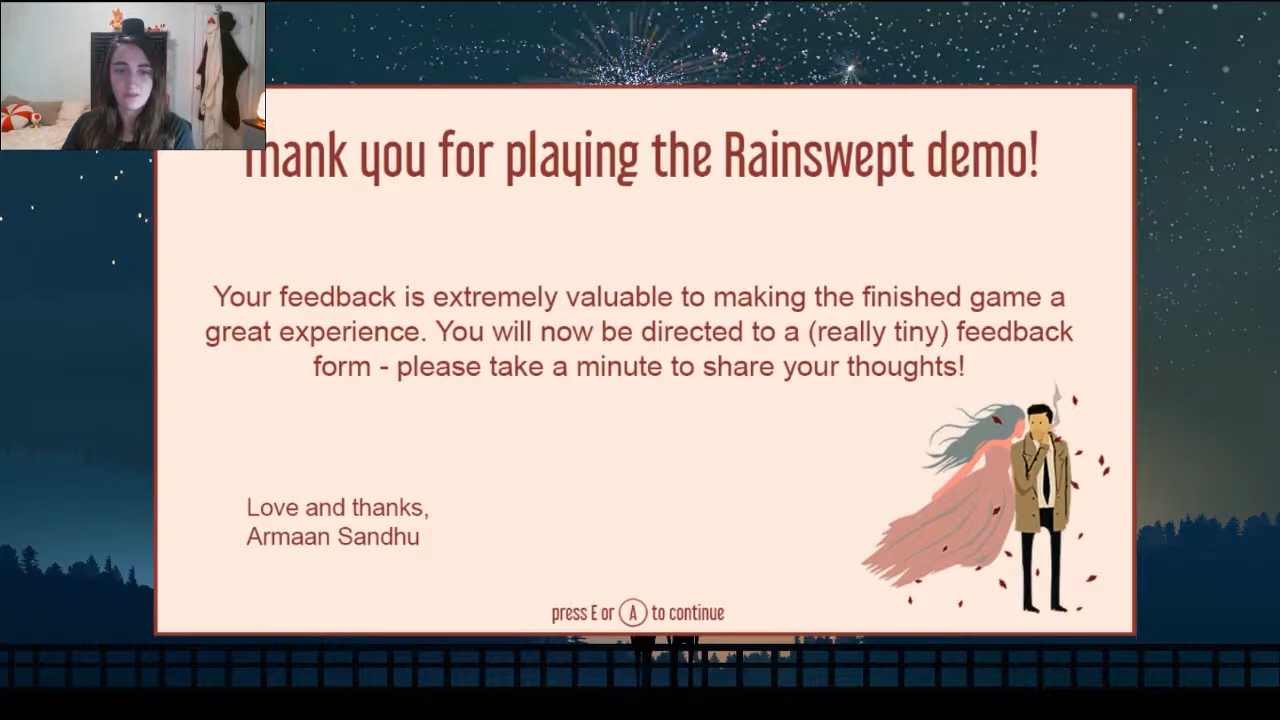 Thank you for playing the Rainswept demo!
Your feedback is extremely valuable to making the finished game a
great experience. You will now be directed to a (really tiny) feedback
form - please take a minute to share your thoughts!
Love and thanks,
Armaan Sandhu
press E or A to continue